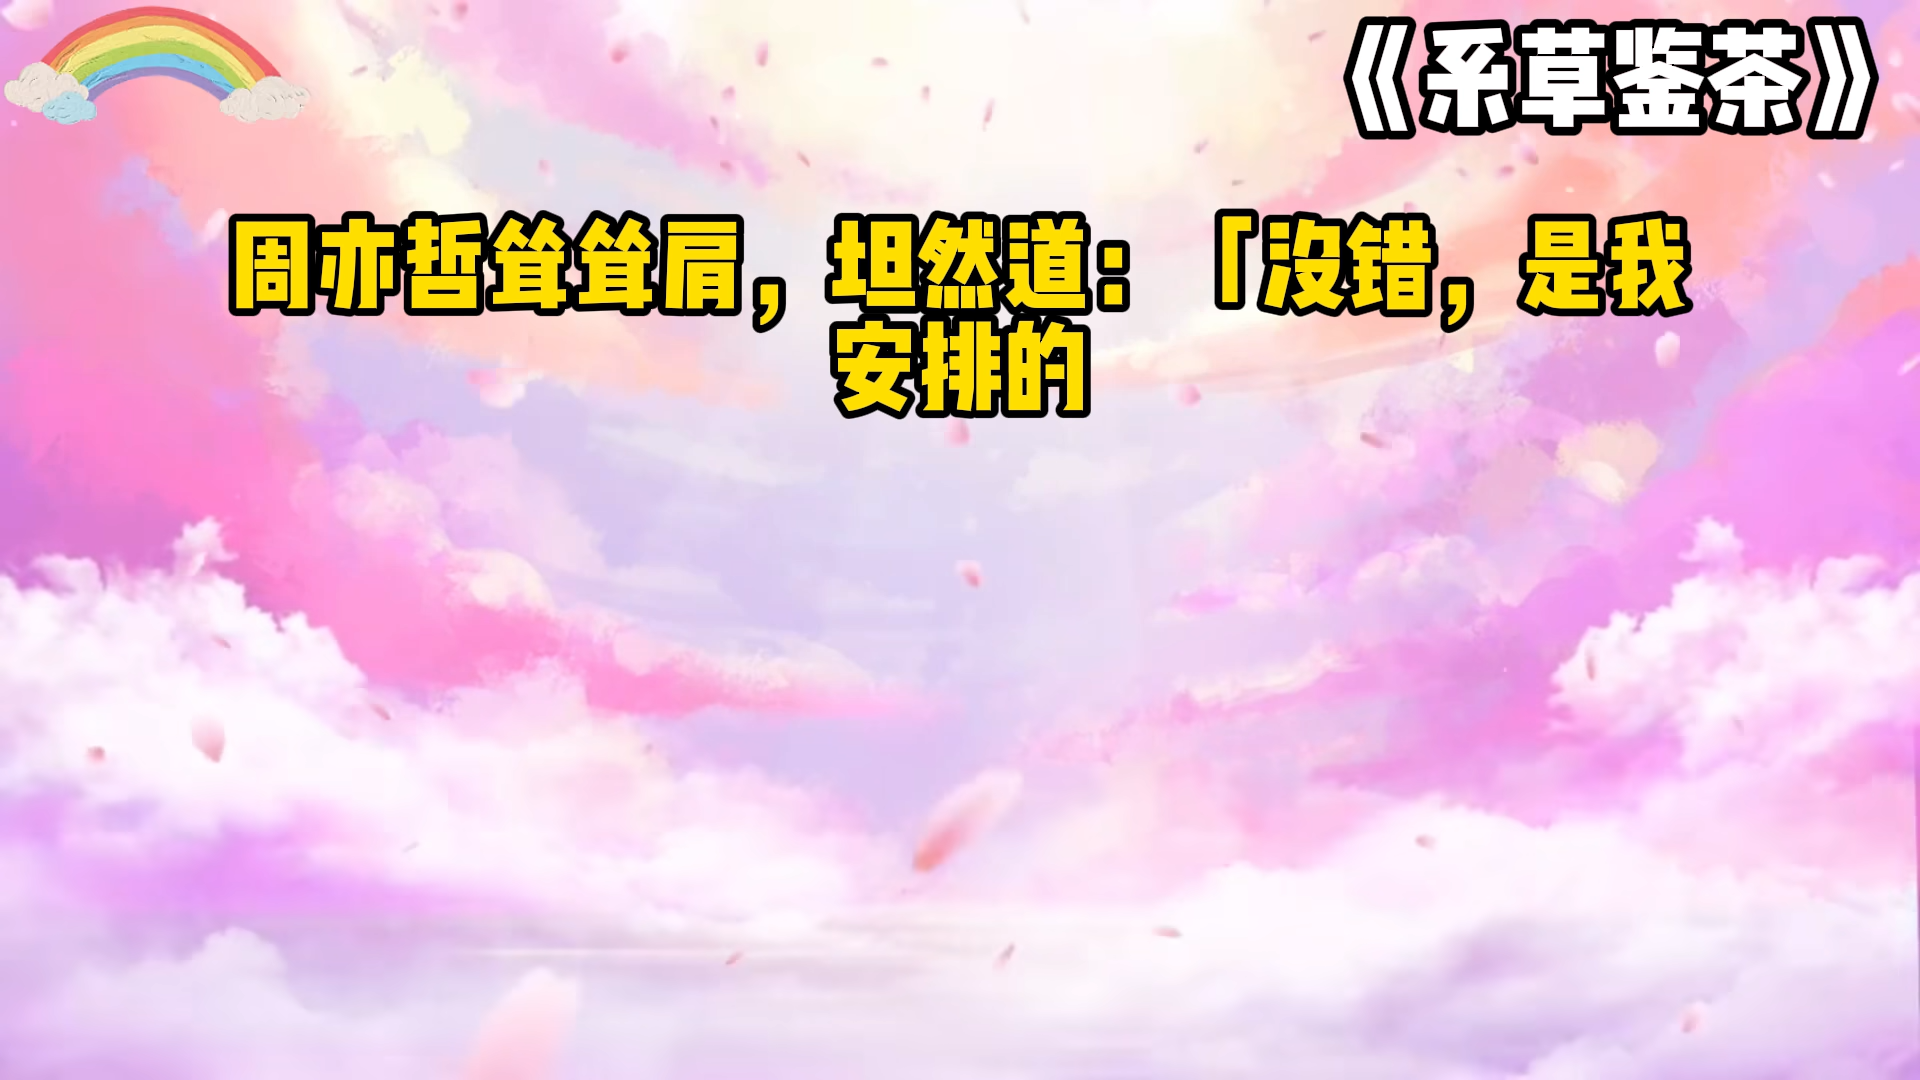 《系草鉴茶》
周亦哲耸耸肩，坦然道：「没错，是我
安排的